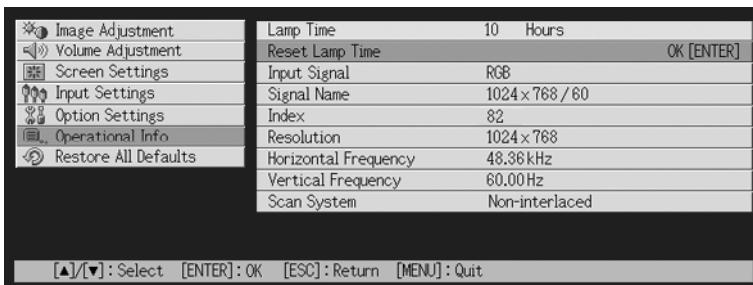 Image Adjustment
Volume Adjustment
Screen Settings
Input Settings
Option Settings
Operational Info
Restore All Defaults
Lamp Time 10 Hours
Reset Lamp Time OK [ENTER]
Input Signal RGB
Signal Name 1024×768/60
Index 82
Resolution 1024×768
Horizontal Frequency 48.36kHz
Vertical Frequency 60.00Hz
Scan System Non-interlaced
[▲]/[▼]:Select [ENTER]:OK [ESC]:Return [MENU]:Quit